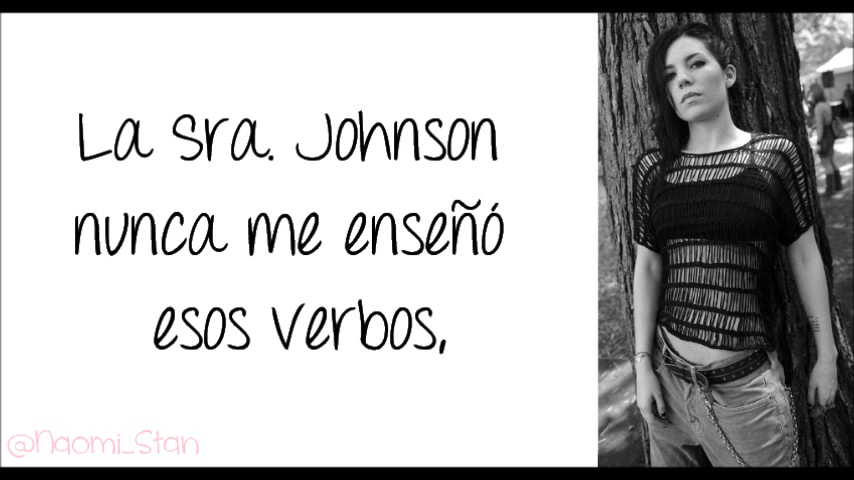 La Sra. Johnson
nunca me enseñó
esos verbos,
@Naomi_Stan